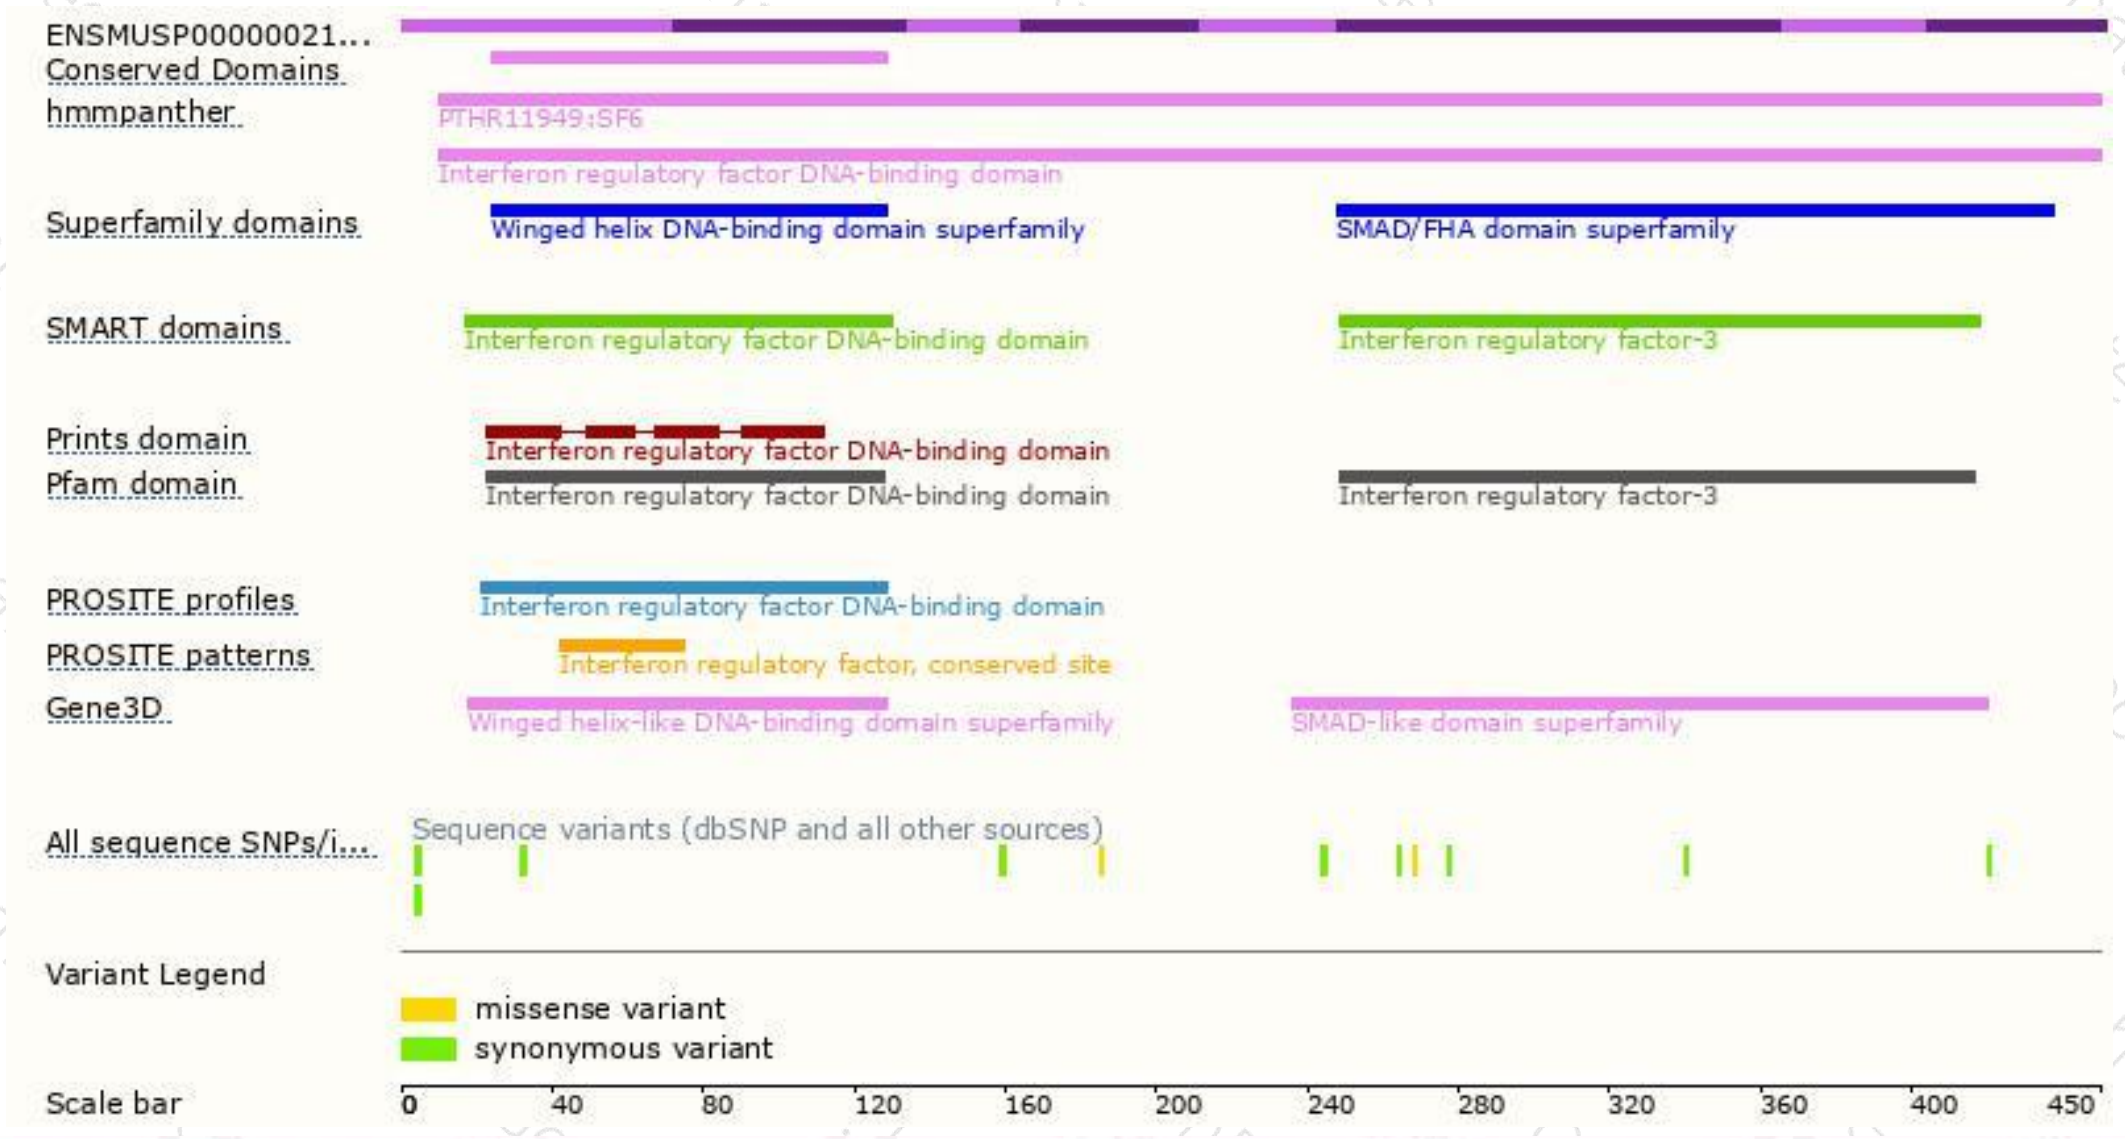 ENSMUSP00000021...
Conserved Domains
hmmpanther
PTHR11949:SF6
Interferon regulatory factor DNA-binding domain
Superfamily domains
Winged helix DNA-binding domain superfamily
SMAD/FHA domain superfamily
SMART domains
Interferon regulatory factor DNA-binding domain
Interferon regulatory factor-3
Prints domain
Interferon regulatory factor DNA-binding domain
Pfam domain
Interferon regulatory factor DNA-binding domain
Interferon regulatory factor-3
PROSITE profiles
Interferon regulatory factor DNA-binding domain
PROSITE patterns
Interferon regulatory factor, conserved site
Gene3D
Winged helix-like DNA-binding domain superfamily
SMAD-like domain superfamily
All sequence SNPs/i...
Sequence variants (dbSNP and all other sources)
Variant Legend
missense variant
synonymous variant
Scale bar
0 40 80 120 160 200 240 280 320 360 400 450